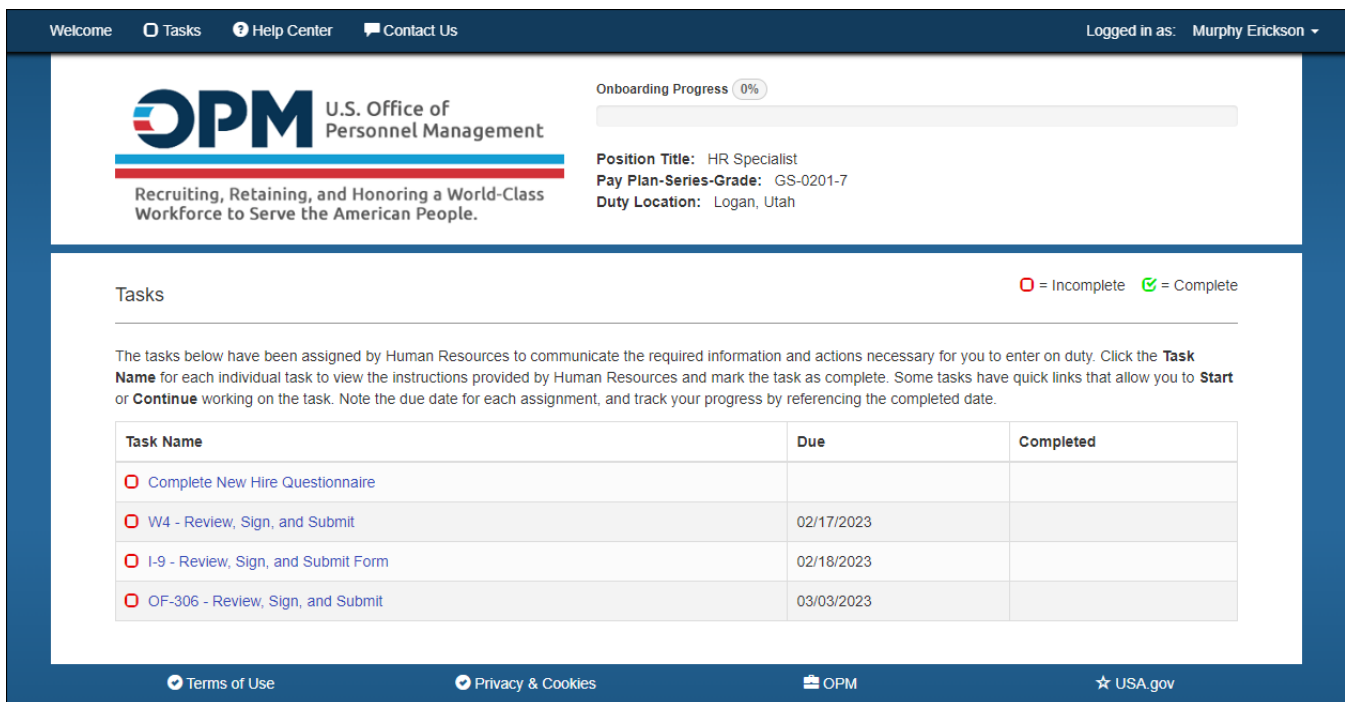 Welcome Tasks Help Center Contact Us Logged in as: Murphy Erickson
OPM U.S. Office of
Personnel Management
Recruiting, Retaining, and Honoring a World-Class
Workforce to Serve the American People.
Onboarding Progress 0%
Position Title: HR Specialist
Pay Plan-Series-Grade: GS-0201-7
Duty Location: Logan, Utah
Tasks
= Incomplete = Complete
The tasks below have been assigned by Human Resources to communicate the required information and actions necessary for you to enter on duty. Click the Task
Name for each individual task to view the instructions provided by Human Resources and mark the task as complete. Some tasks have quick links that allow you to Start
or Continue working on the task. Note the due date for each assignment, and track your progress by referencing the completed date.
Task Name Due Completed
Complete New Hire Questionnaire
W4 - Review, Sign, and Submit 02/17/2023
I-9 - Review, Sign, and Submit Form 02/18/2023
OF-306 - Review, Sign, and Submit 03/03/2023
Terms of Use Privacy & Cookies OPM USA.gov